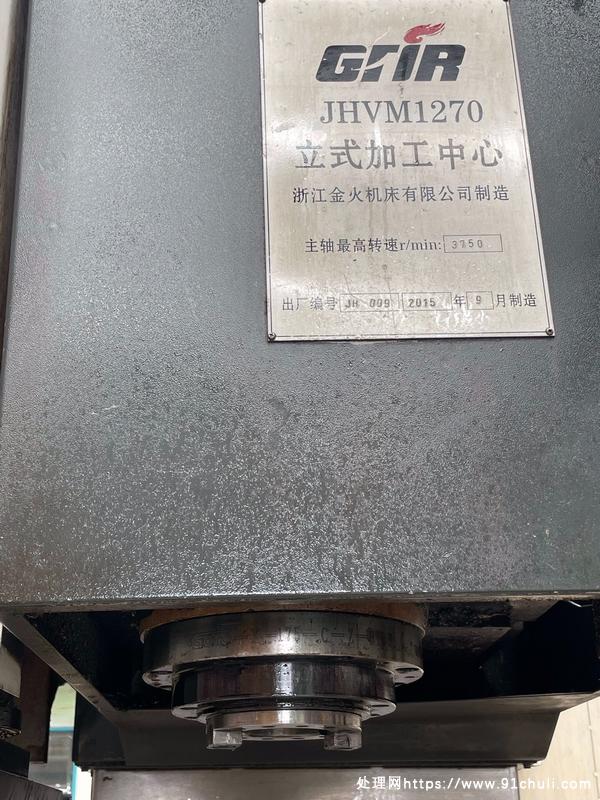 JHVM1270
立式加工中心
浙江金火机床有限公司制造
主轴最高转速r/min: 3750
出厂编号 JH 009 2015 年 9 月制造
处理网https://www.91chuli.com